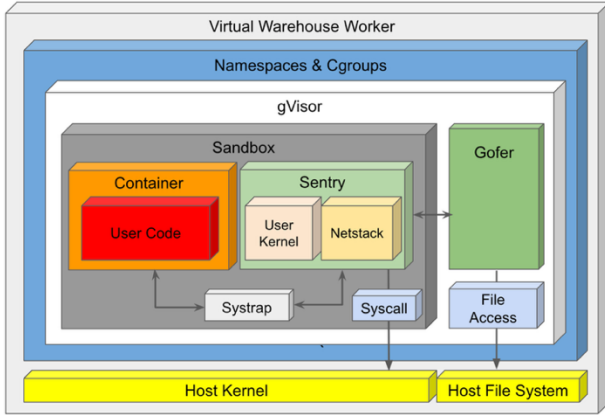 Virtual Warehouse Worker
Namespaces & Cgroups
gVisor
Sandbox
Gofer
Container
Sentry
User Code
User
Kernel
Netstack
Systrap
Syscall
File
Access
Host Kernel
Host File System